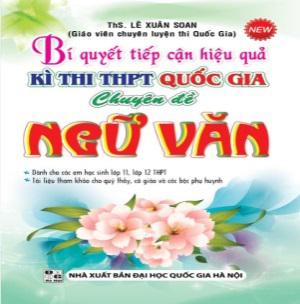 ThS. LÊ XUÂN SOAN
(Giáo viên chuyên luyện thi Quốc Gia)
NEW
Bí quyết tiếp cận hiệu quả
KÌ THI THPT QUỐC GIA
Chuyên đề
NGỮ VĂN
Dành cho các em học sinh lớp 11, lớp 12 THPT
Tài liệu tham khảo cho quý thầy, cô giáo và các bậc phụ huynh
NHÀ XUẤT BẢN ĐẠI HỌC QUỐC GIA HÀ NỘI